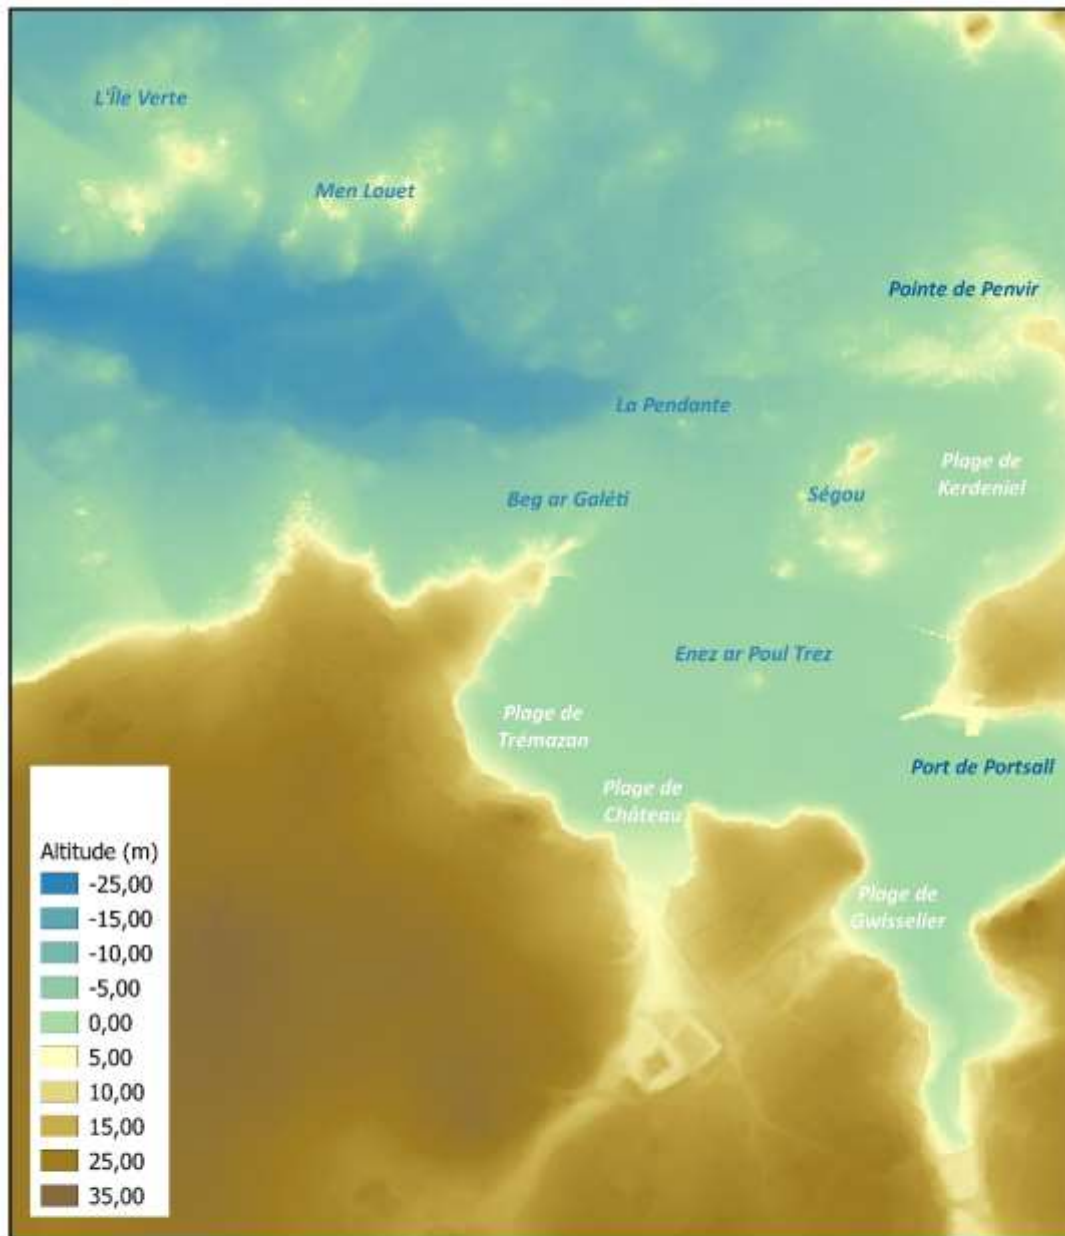 L'Île Verte
Men Louet
Pointe de Penvir
La Pendante
Plage de
Kerdeniel
Beg ar Galéti
Ségou
Enez ar Poul Trez
Plage de
Trémazan
Port de Portsall
Plage de
Château
Plage de
Gwisselier
Altitude (m)
-25,00
-15,00
-10,00
-5,00
0,00
5,00
10,00
15,00
25,00
35,00